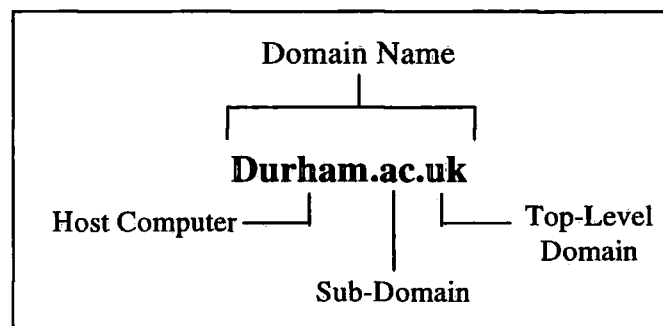 Domain Name
Durham.ac.uk
Host Computer
Top-Level
Domain
Sub-Domain